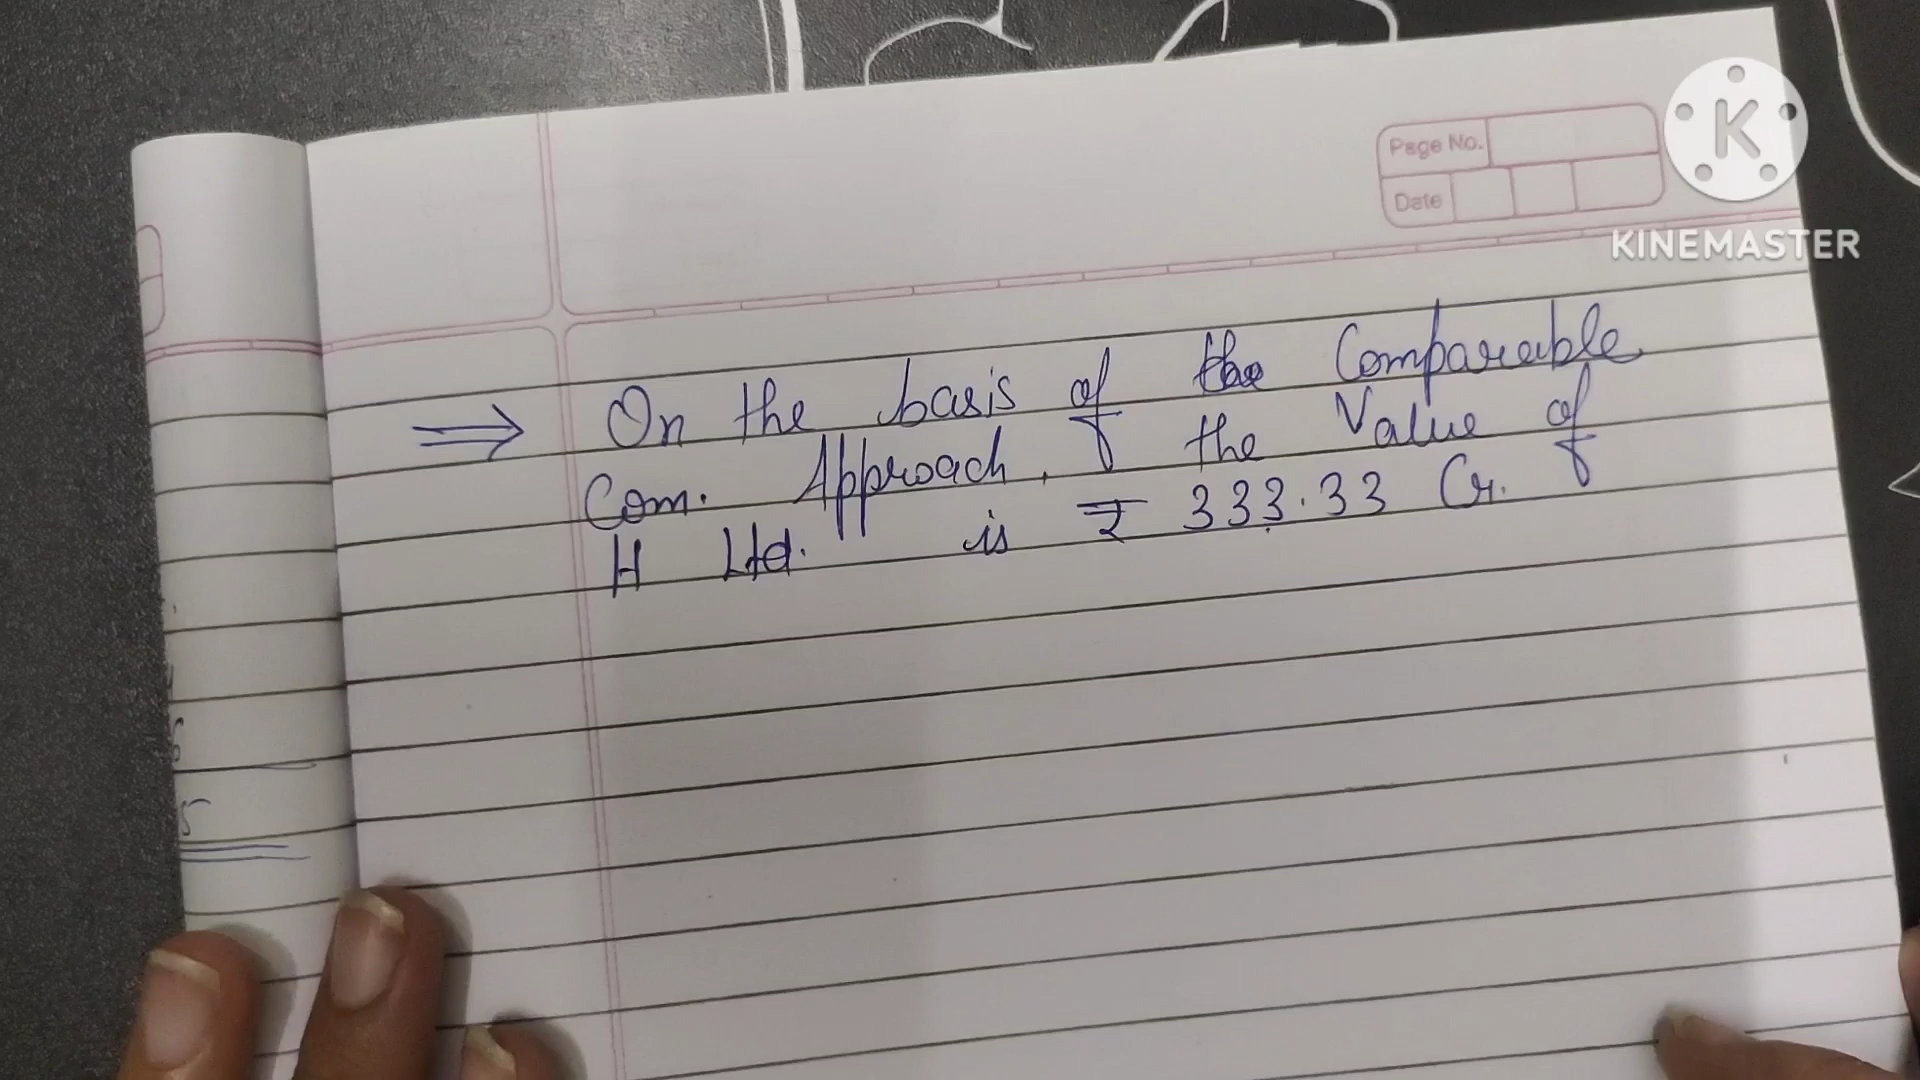 Page No.
Date
K
KINEMASTER
⇒ On the basis of the Comparable
Com. Approach, the Value of
H Ltd. is ₹ 333.33 Cr.
5